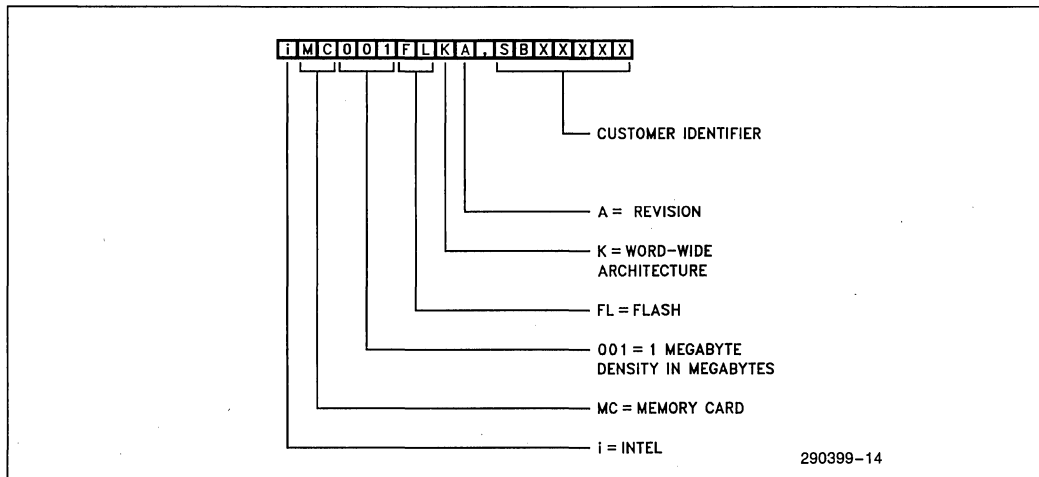 iMC001FLKA,SBXXXXX
CUSTOMER IDENTIFIER
A = REVISION
K = WORD-WIDE
ARCHITECTURE
FL = FLASH
001 = 1 MEGABYTE
DENSITY IN MEGABYTES
MC = MEMORY CARD
i = INTEL
290399-14